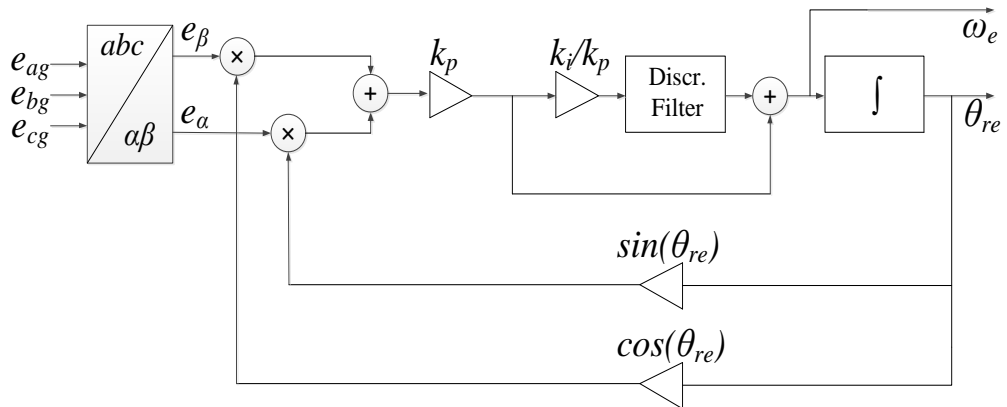 abc
αβ
e_ag
e_bg
e_cg
e_β
e_α
×
×
+
k_p
k_i/k_p
Discr.
Filter
+
∫
ω_e
θ_re
sin(θ_re)
cos(θ_re)